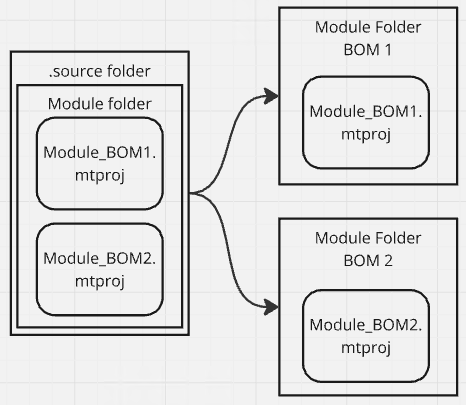 .source folder
Module folder
Module_BOM1.
mtproj
Module_BOM2.
mtproj
Module Folder
BOM 1
Module_BOM1.
mtproj
Module Folder
BOM 2
Module_BOM2.
mtproj